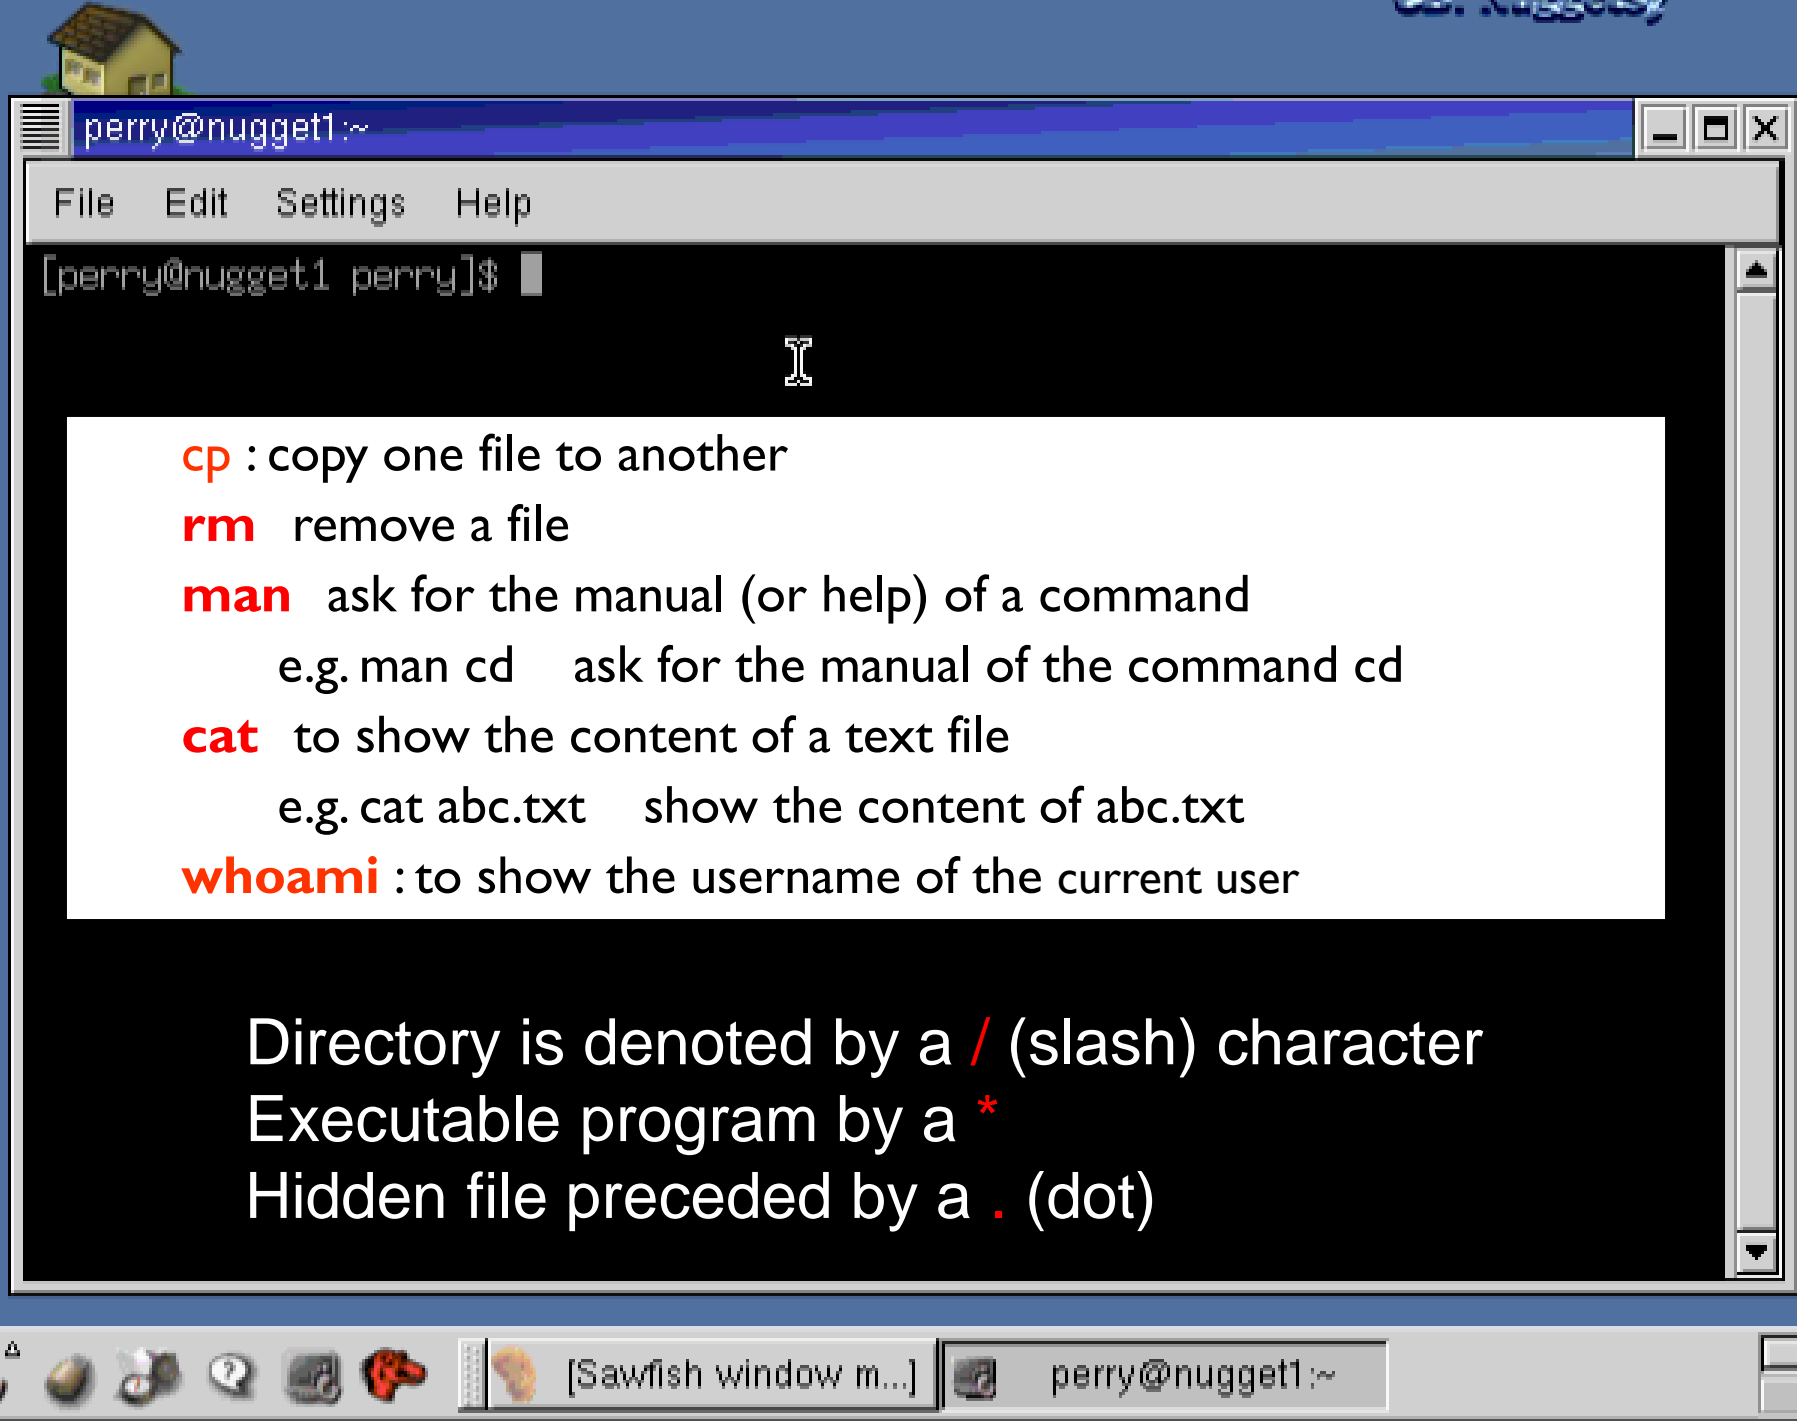 perry@nugget1:~
File Edit Settings Help
[perry@nugget1 perry]$
cp : copy one file to another
rm remove a file
man ask for the manual (or help) of a command
e.g. man cd ask for the manual of the command cd
cat to show the content of a text file
e.g. cat abc.txt show the content of abc.txt
whoami : to show the username of the current user
Directory is denoted by a / (slash) character
Executable program by a *
Hidden file preceded by a . (dot)
[Sawfish window m...] perry@nugget1:~